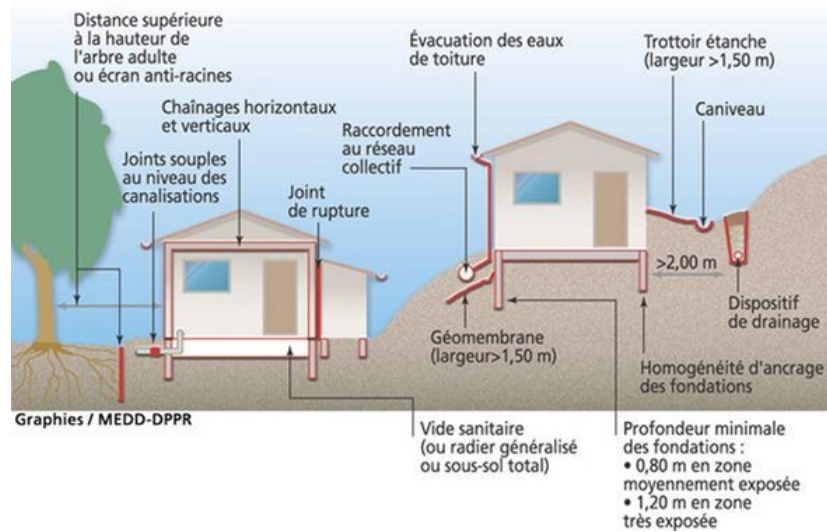 Distance supérieure
à la hauteur de
l'arbre adulte
ou écran anti-racines
Chaînages horizontaux
et verticaux
Joints souples
au niveau des
canalisations
Joint
de rupture
Évacuation des eaux
de toiture
Raccordement
au réseau
collectif
Trottoir étanche
(largeur >1,50 m)
Caniveau
>2,00 m
Dispositif
de drainage
Géomembrane
(largeur>1,50 m)
Homogénéité d'ancrage
des fondations
Graphies / MEDD-DPPR
Vide sanitaire
(ou radier généralisé
ou sous-sol total)
Profondeur minimale
des fondations :
• 0,80 m en zone
moyennement exposée
• 1,20 m en zone
très exposée